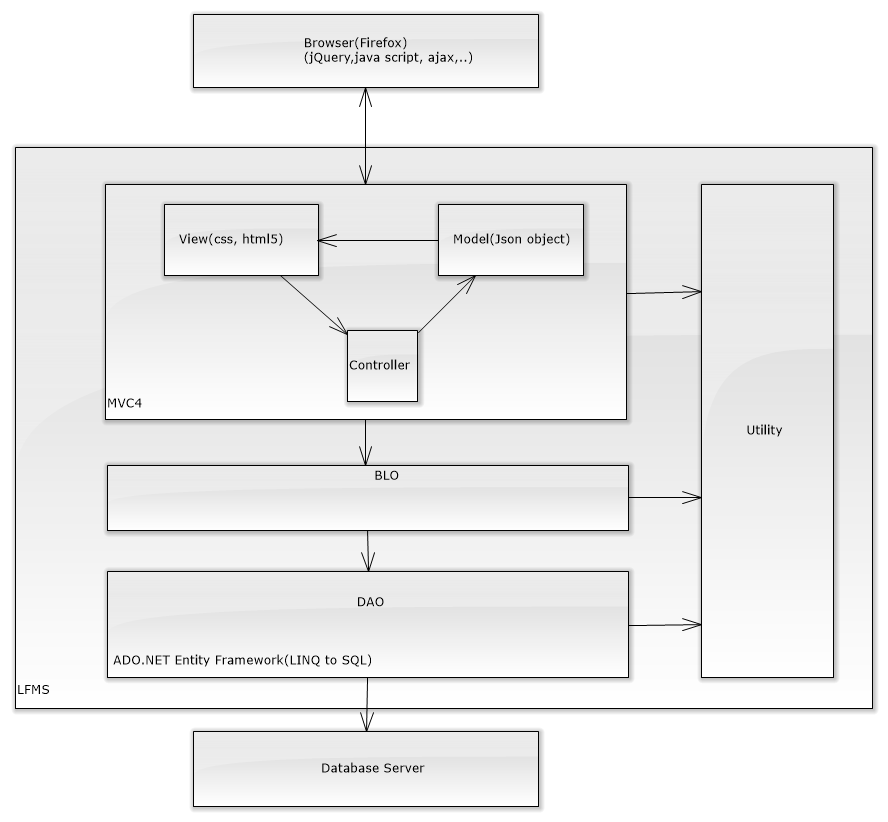 Browser(Firefox)
(jQuery,java script, ajax,..)
View(css, html5)
Model(Json object)
Controller
MVC4
Utility
BLO
DAO
ADO.NET Entity Framework(LINQ to SQL)
LFMS
Database Server